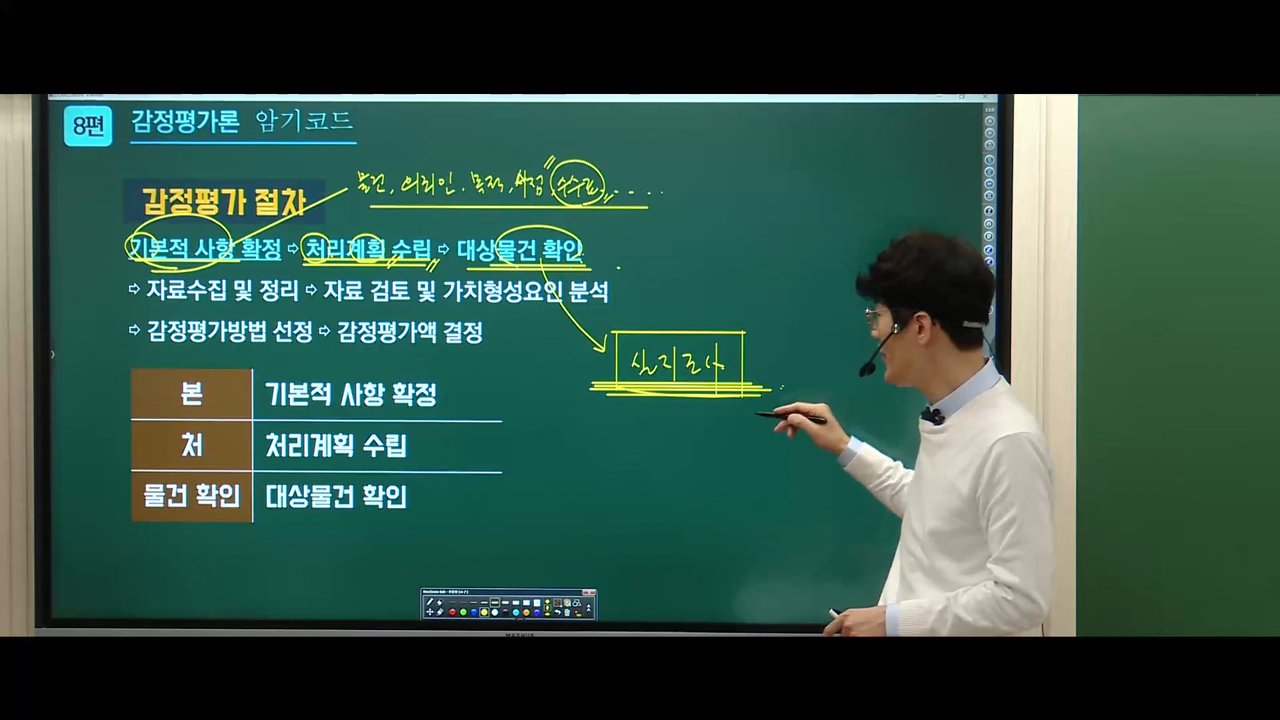 8편 감정평가론 암기코드
물건, 의뢰인, 목적, 시점, "수수료" ....
감정평가 절차
기본적 사항 확정 ⇨ 처리계획 수립 ⇨ 대상물건 확인
⇨ 자료수집 및 정리 ⇨ 자료 검토 및 가치형성요인 분석
⇨ 감정평가방법 선정 ⇨ 감정평가액 결정
실지조사
본 기본적 사항 확정
처 처리계획 수립
물건 확인 대상물건 확인